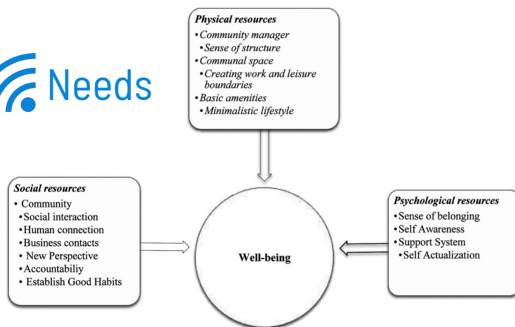 Needs
Physical resources
•Community manager
•Sense of structure
•Communal space
•Creating work and leisure
boundaries
•Basic amenities
•Minimalistic lifestyle
Social resources
• Community
•Social interaction
•Human connection
•Business contacts
• New Perspective
•Accountabiliy
• Establish Good Habits
Well-being
Psychological resources
•Sense of belonging
•Self Awareness
•Support System
•Self Actualization